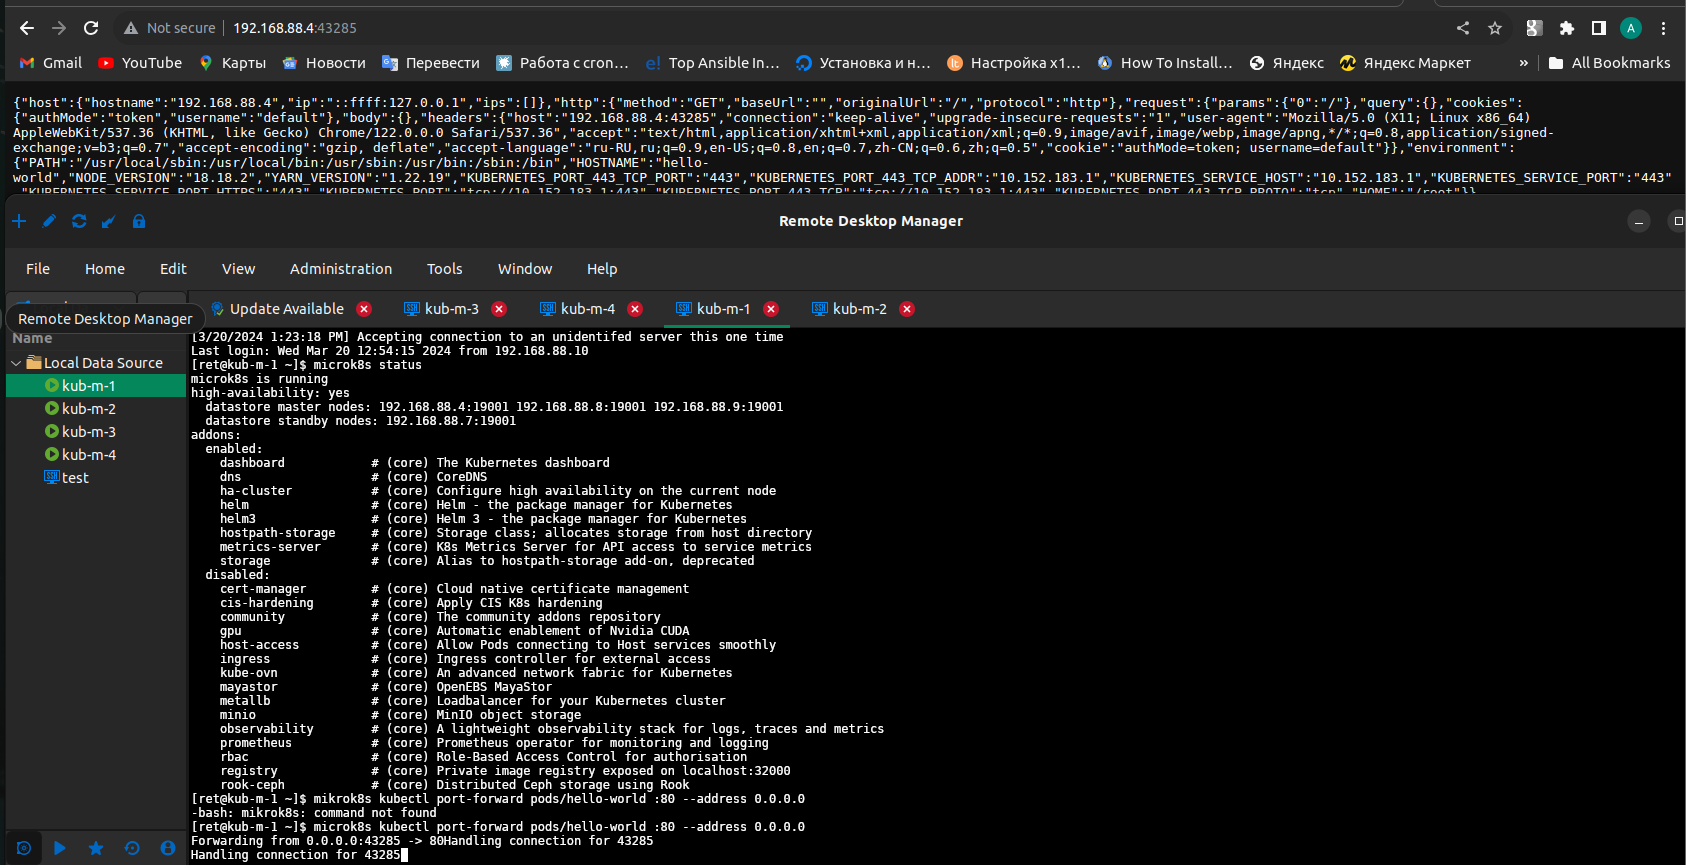 Not secure | 192.168.88.4:43285
A
Gmail YouTube Карты Новости Перевести Работа с cron... Top Ansible In... Установка и н... Настройка x1... How To Install... Яндекс Яндекс Маркет » All Bookmarks
{"host":{"hostname":"192.168.88.4","ip":"::ffff:127.0.0.1","ips":[]},"http":{"method":"GET","baseUrl":"","originalUrl":"/","protocol":"http"},"request":{"params":{"0":"/"},"query":{},"cookies":
{"authMode":"token","username":"default"},"body":{},"headers":{"host":"192.168.88.4:43285","connection":"keep-alive","upgrade-insecure-requests":"1","user-agent":"Mozilla/5.0 (X11; Linux x86_64)
AppleWebKit/537.36 (KHTML, like Gecko) Chrome/122.0.0.0 Safari/537.36","accept":"text/html,application/xhtml+xml,application/xml;q=0.9,image/avif,image/webp,image/apng,*/*;q=0.8,application/signed-
exchange;v=b3;q=0.7","accept-encoding":"gzip, deflate","accept-language":"ru-RU,ru;q=0.9,en-US;q=0.8,en;q=0.7,zh-CN;q=0.6,zh;q=0.5","cookie":"authMode=token; username=default"}},"environment":
{"PATH":"/usr/local/sbin:/usr/local/bin:/usr/sbin:/usr/bin:/sbin:/bin","HOSTNAME":"hello-
world","NODE_VERSION":"18.18.2","YARN_VERSION":"1.22.19","KUBERNETES_PORT_443_TCP_PORT":"443","KUBERNETES_PORT_443_TCP_ADDR":"10.152.183.1","KUBERNETES_SERVICE_HOST":"10.152.183.1","KUBERNETES_SERVICE_PORT":"443"
,"KUBERNETES_SERVICE_PORT_HTTPS":"443","KUBERNETES_PORT":"tcp://10.152.183.1:443","KUBERNETES_PORT_443_TCP":"tcp://10.152.183.1:443","KUBERNETES_PORT_443_TCP_PROTO":"tcp","HOME":"/root"}}
Remote Desktop Manager
File Home Edit View Administration Tools Window Help
Update Available kub-m-3 kub-m-4 kub-m-1 kub-m-2
Remote Desktop Manager
Name
Local Data Source
kub-m-1
kub-m-2
kub-m-3
kub-m-4
test
[3/20/2024 1:23:18 PM] Accepting connection to an unidentifed server this one time
Last login: Wed Mar 20 12:54:15 2024 from 192.168.88.10
[ret@kub-m-1 ~]$ microk8s status
microk8s is running
high-availability: yes
  datastore master nodes: 192.168.88.4:19001 192.168.88.8:19001 192.168.88.9:19001
  datastore standby nodes: 192.168.88.7:19001
addons:
  enabled:
    dashboard            # (core) The Kubernetes dashboard
    dns                  # (core) CoreDNS
    ha-cluster           # (core) Configure high availability on the current node
    helm                 # (core) Helm - the package manager for Kubernetes
    helm3                # (core) Helm 3 - the package manager for Kubernetes
    hostpath-storage     # (core) Storage class; allocates storage from host directory
    metrics-server       # (core) K8s Metrics Server for API access to service metrics
    storage              # (core) Alias to hostpath-storage add-on, deprecated
  disabled:
    cert-manager         # (core) Cloud native certificate management
    cis-hardening        # (core) Apply CIS K8s hardening
    community            # (core) The community addons repository
    gpu                  # (core) Automatic enablement of Nvidia CUDA
    host-access          # (core) Allow Pods connecting to Host services smoothly
    ingress              # (core) Ingress controller for external access
    kube-ovn             # (core) An advanced network fabric for Kubernetes
    mayastor             # (core) OpenEBS MayaStor
    metallb              # (core) Loadbalancer for your Kubernetes cluster
    minio                # (core) MinIO object storage
    observability        # (core) A lightweight observability stack for logs, traces and metrics
    prometheus           # (core) Prometheus operator for monitoring and logging
    rbac                 # (core) Role-Based Access Control for authorisation
    registry             # (core) Private image registry exposed on localhost:32000
    rook-ceph            # (core) Distributed Ceph storage using Rook
[ret@kub-m-1 ~]$ mikrok8s kubectl port-forward pods/hello-world :80 --address 0.0.0.0
-bash: mikrok8s: command not found
[ret@kub-m-1 ~]$ microk8s kubectl port-forward pods/hello-world :80 --address 0.0.0.0
Forwarding from 0.0.0.0:43285 -> 80Handling connection for 43285
Handling connection for 43285